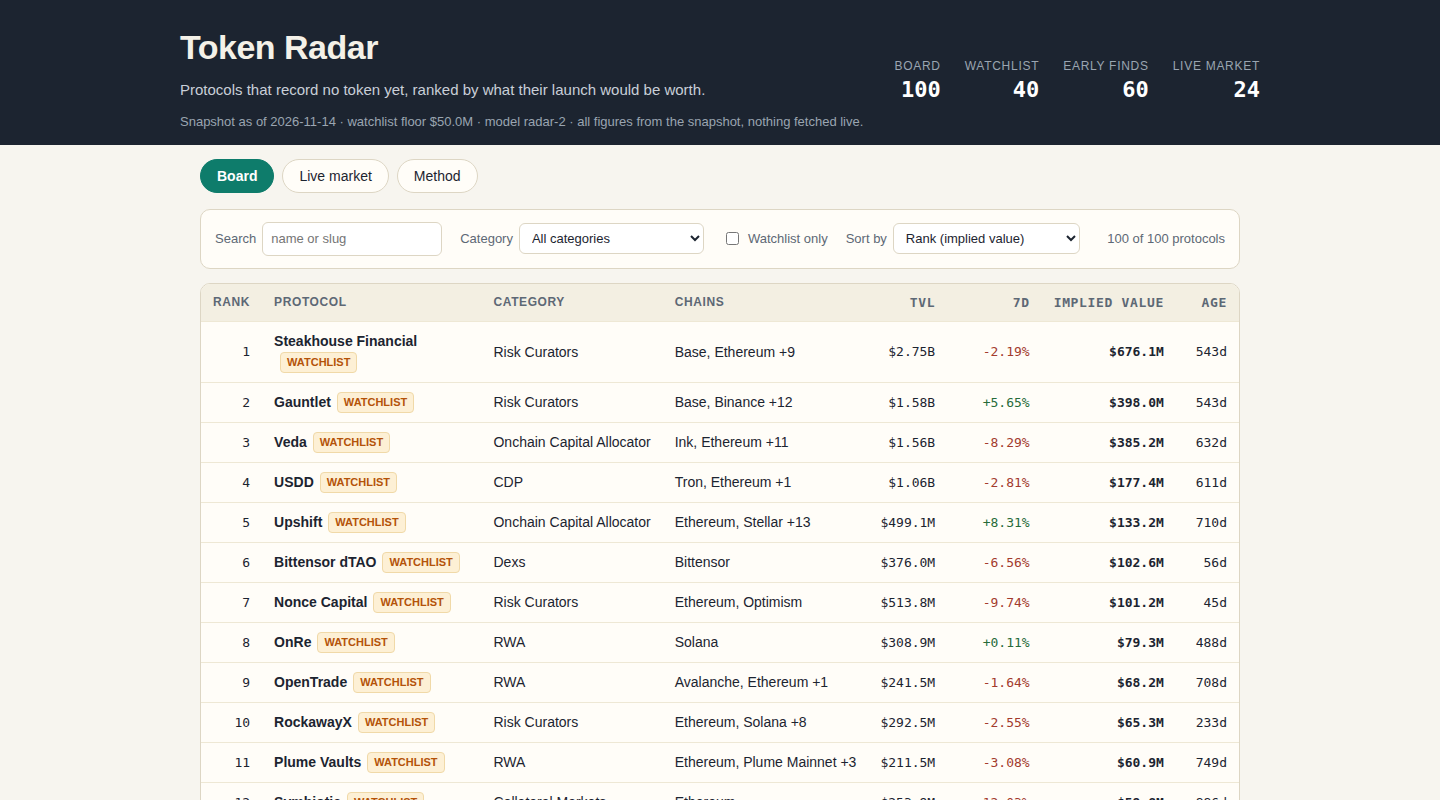 Token Radar
Protocols that record no token yet, ranked by what their launch would be worth.
Snapshot as of 2026-11-14 · watchlist floor $50.0M · model radar-2 · all figures from the snapshot, nothing fetched live.
BOARD WATCHLIST EARLY FINDS LIVE MARKET
100 40 60 24
Board Live market Method
Search name or slug Category All categories Watchlist only Sort by Rank (implied value) 100 of 100 protocols
RANK PROTOCOL CATEGORY CHAINS TVL 7D IMPLIED VALUE AGE
1 Steakhouse Financial WATCHLIST Risk Curators Base, Ethereum +9 $2.75B -2.19% $676.1M 543d
2 Gauntlet WATCHLIST Risk Curators Base, Binance +12 $1.58B +5.65% $398.0M 543d
3 Veda WATCHLIST Onchain Capital Allocator Ink, Ethereum +11 $1.56B -8.29% $385.2M 632d
4 USDD WATCHLIST CDP Tron, Ethereum +1 $1.06B -2.81% $177.4M 611d
5 Upshift WATCHLIST Onchain Capital Allocator Ethereum, Stellar +13 $499.1M +8.31% $133.2M 710d
6 Bittensor dTAO WATCHLIST Dexs Bittensor $376.0M -6.56% $102.6M 56d
7 Nonce Capital WATCHLIST Risk Curators Ethereum, Optimism $513.8M -9.74% $101.2M 45d
8 OnRe WATCHLIST RWA Solana $308.9M +0.11% $79.3M 488d
9 OpenTrade WATCHLIST RWA Avalanche, Ethereum +1 $241.5M -1.64% $68.2M 708d
10 RockawayX WATCHLIST Risk Curators Ethereum, Solana +8 $292.5M -2.55% $65.3M 233d
11 Plume Vaults WATCHLIST RWA Ethereum, Plume Mainnet +3 $211.5M -3.08% $60.9M 749d